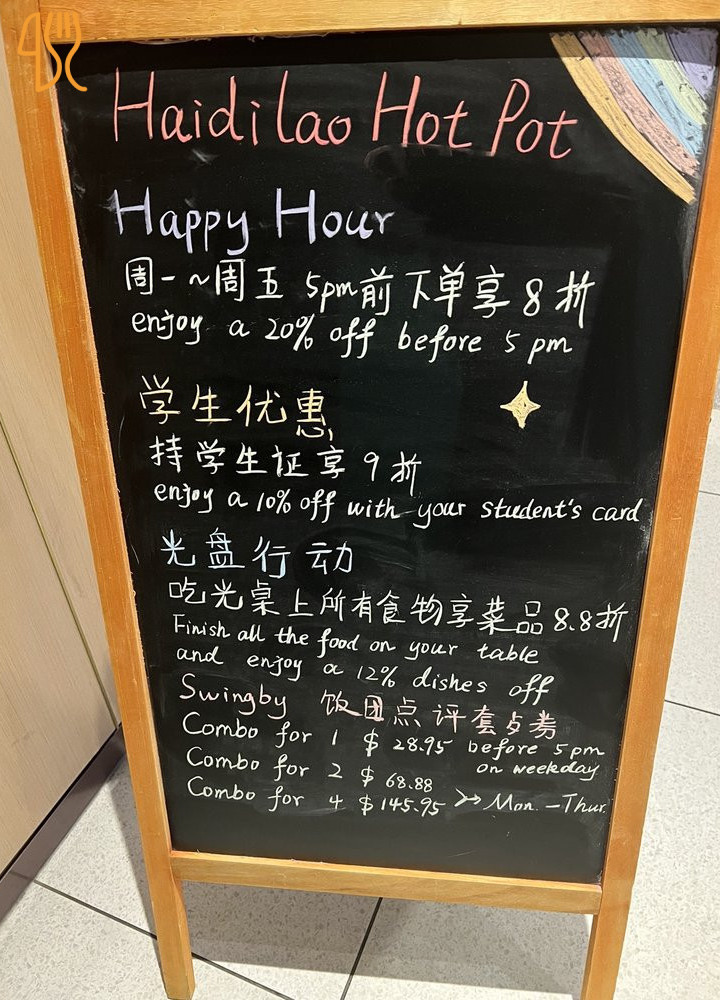 Haidilao Hot Pot
Happy Hour
周一~周五 5pm前下单享8折
enjoy a 20% off before 5 pm
学生优惠
持学生证享9折
enjoy a 10% off with your student's card
光盘行动
吃光桌上所有食物享菜品8.8折
Finish all the food on your table
and enjoy a 12% dishes off
Swingby 饭团点评套餐券
Combo for 1 $ 28.95 before 5pm
on weekday
Combo for 2 $ 68.88
Combo for 4 $ 145.95 >> Mon. - Thur.